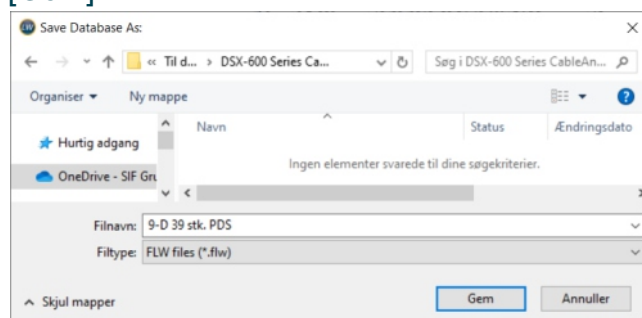 Save Database As:
« Til d... › DSX-600 Series Ca...
Søg i DSX-600 Series CableAn...
Organiser
Ny mappe
Navn
Status
Ændringsdato
Hurtig adgang
OneDrive - SIF Gru
Ingen elementer svarede til dine søgekriterier.
Filnavn: 9-D 39 stk. PDS
Filtype: FLW files (*.flw)
Skjul mapper
Gem
Annuller